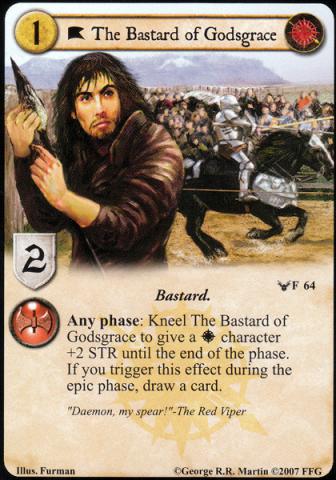 1
The Bastard of Godsgrace
2
F 64
Bastard.
Any phase: Kneel The Bastard of
Godsgrace to give a character
+2 STR until the end of the phase.
If you trigger this effect during the
epic phase, draw a card.
"Daemon, my spear!"-The Red Viper
Illus. Furman
©George R.R. Martin ©2007 FFG